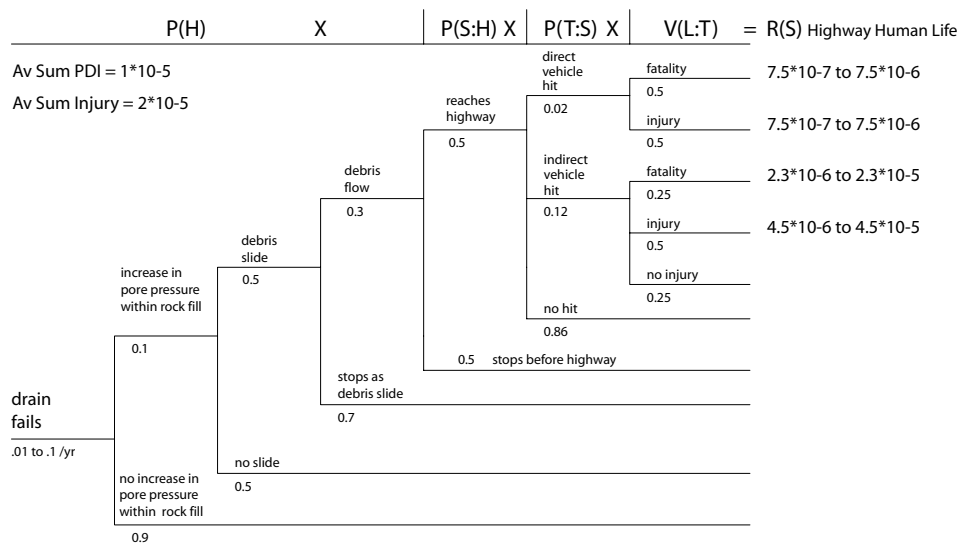 P(H) X P(S:H) X P(T:S) X V(L:T) = R(S) Highway Human Life
Av Sum PDI = 1*10-5
Av Sum Injury = 2*10-5
direct
vehicle
hit
0.02
fatality
0.5
7.5*10-7 to 7.5*10-6
injury
0.5
7.5*10-7 to 7.5*10-6
reaches
highway
0.5
indirect
vehicle
hit
0.12
fatality
0.25
2.3*10-6 to 2.3*10-5
injury
0.5
4.5*10-6 to 4.5*10-5
no injury
0.25
no hit
0.86
debris
flow
0.3
0.5 stops before highway
debris
slide
0.5
stops as
debris slide
0.7
increase in
pore pressure
within rock fill
0.1
no slide
0.5
drain
fails
.01 to .1 /yr
no increase in
pore pressure
within rock fill
0.9